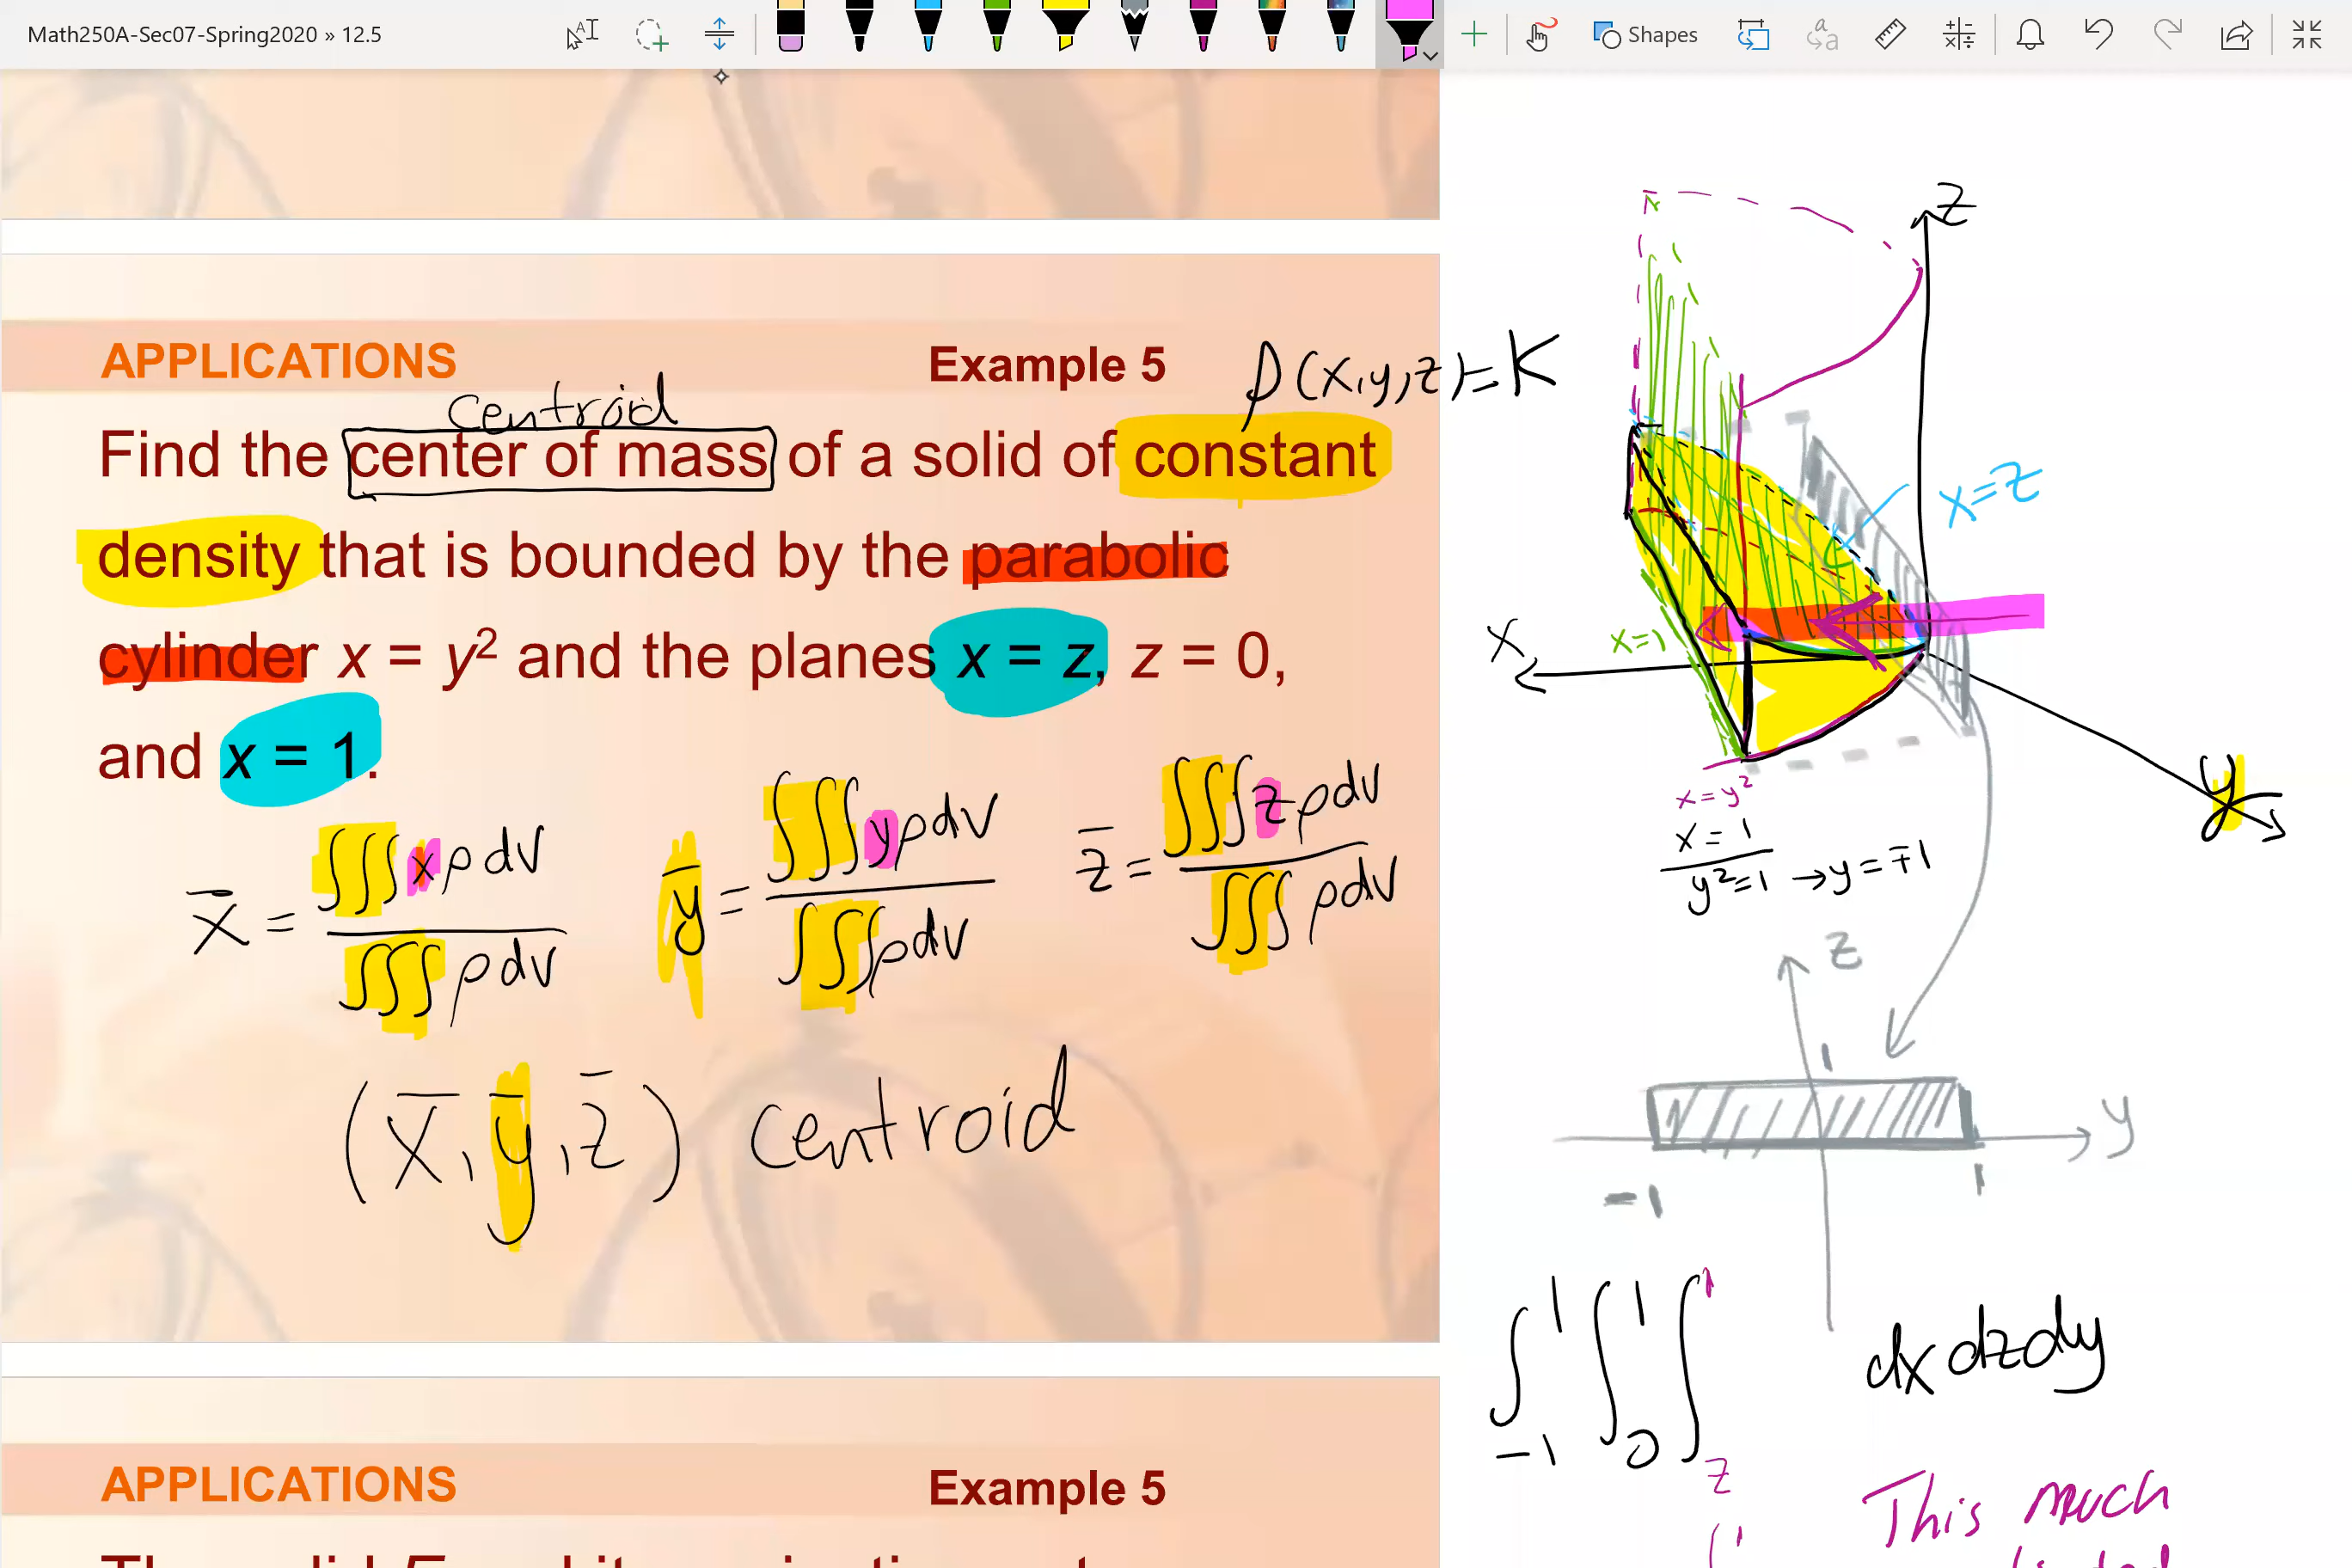 Math250A-Sec07-Spring2020 » 12.5
Shapes
APPLICATIONS
Example 5
ρ(x,y,z)=K
centroid
Find the center of mass of a solid of constant
density that is bounded by the parabolic
cylinder x = y² and the planes x = z, z = 0,
and x = 1.
x̄ = ∭xρdv / ∭ρdv
ȳ = ∭yρdv / ∭ρdv
z̄ = ∭zρdv / ∭ρdv
(x̄, ȳ, z̄) centroid
z
x=z
x
x=1
y
x=y²
x=1
y²=1 → y=∓1
z
1
y
-1
1
∫₋₁¹ ∫₀¹ ∫_z¹ dx dz dy
This much
APPLICATIONS
Example 5